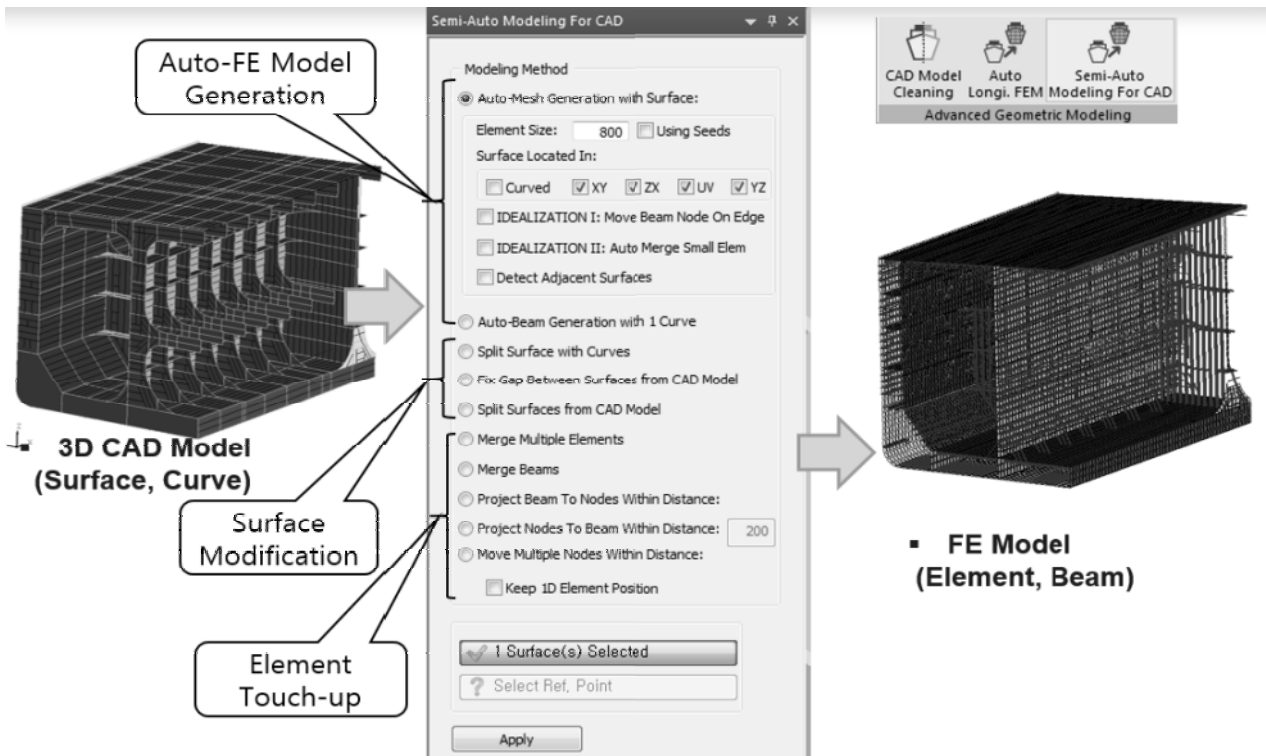 Semi-Auto Modeling For CAD
Auto-FE Model
Generation
Modeling Method
Auto-Mesh Generation with Surface:
Element Size: 800 Using Seeds
Surface Located In:
Curved XY ZX UV YZ
IDEALIZATION I: Move Beam Node On Edge
IDEALIZATION II: Auto Merge Small Elem
Detect Adjacent Surfaces
Auto-Beam Generation with 1 Curve
Split Surface with Curves
Fix Gap Between Surfaces from CAD Model
Split Surfaces from CAD Model
Merge Multiple Elements
Merge Beams
Project Beam To Nodes Within Distance:
Project Nodes To Beam Within Distance: 200
Move Multiple Nodes Within Distance:
Keep 1D Element Position
1 Surface(s) Selected
Select Ref, Point
Apply
3D CAD Model
(Surface, Curve)
Surface
Modification
Element
Touch-up
CAD Model
Cleaning
Auto
Longi. FEM
Semi-Auto
Modeling For CAD
Advanced Geometric Modeling
▪ FE Model
(Element, Beam)